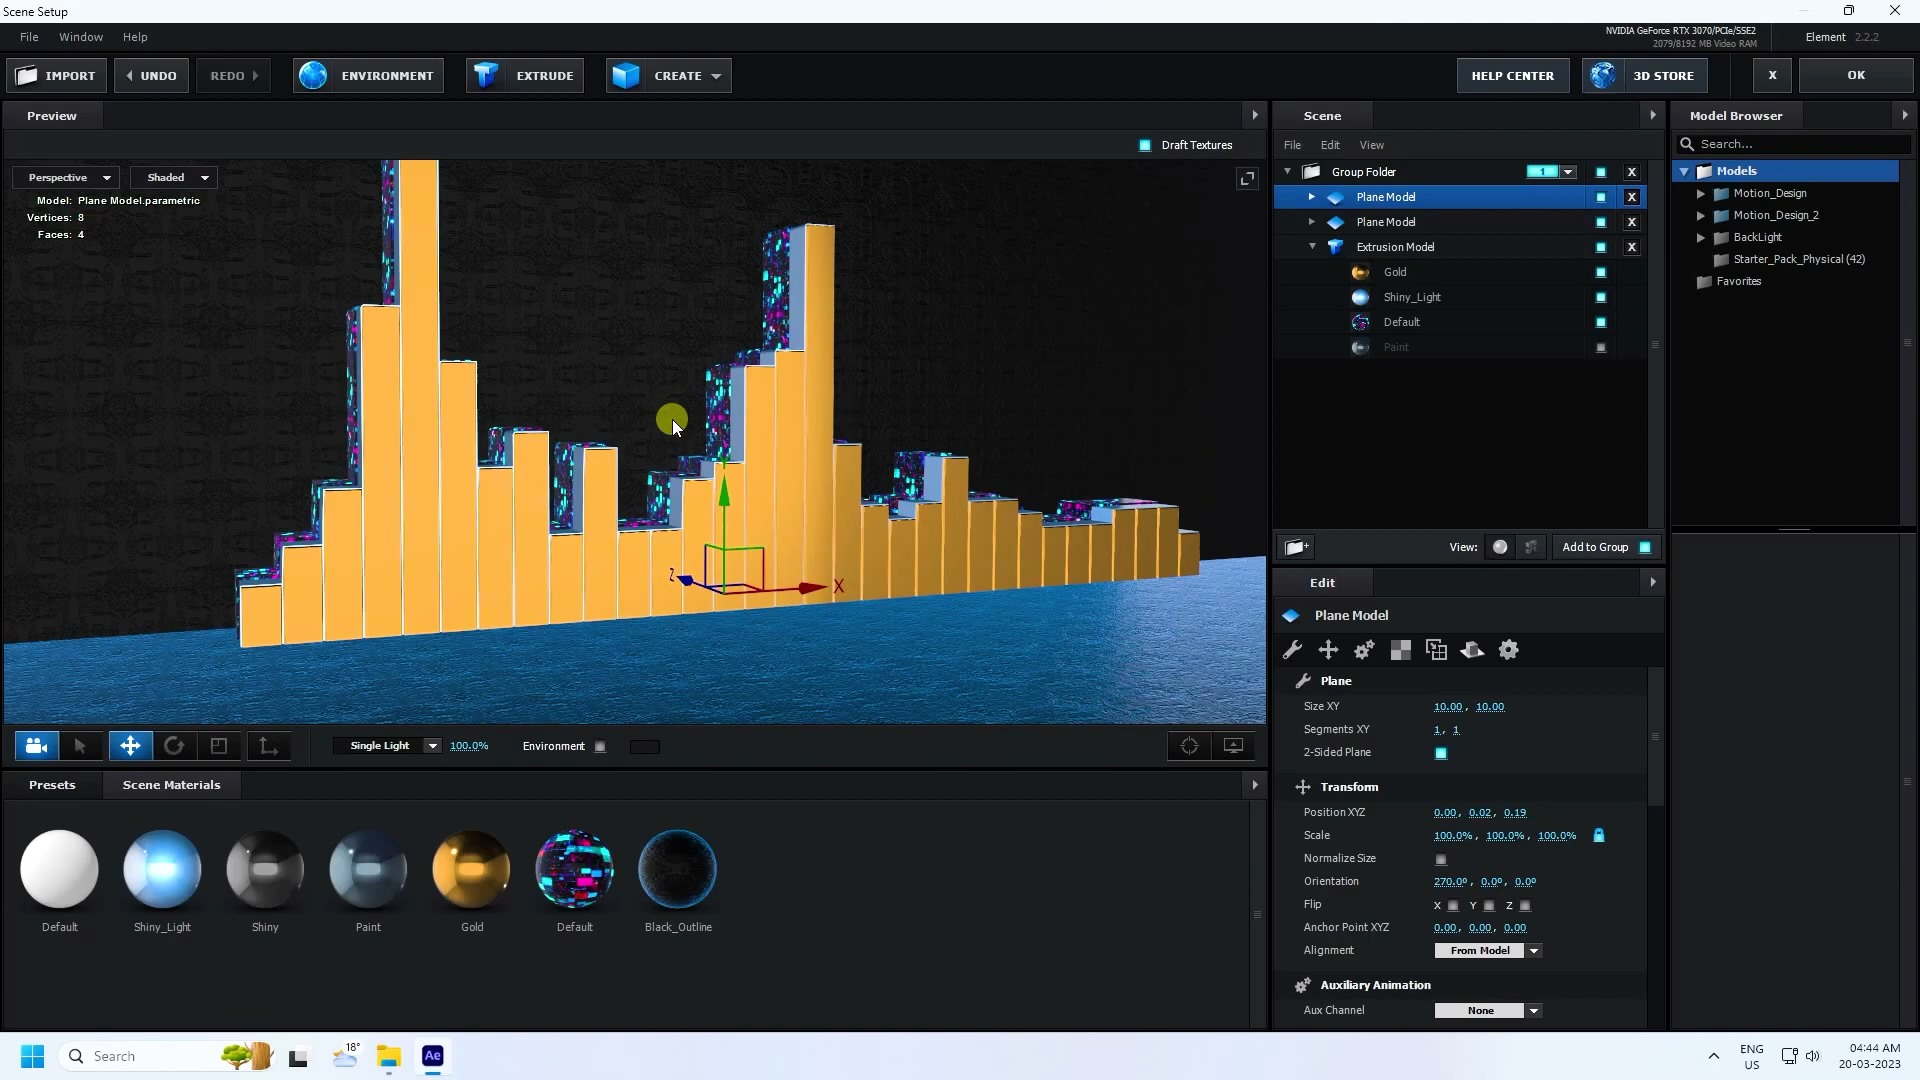 Scene Setup
File Window Help
NVIDIA GeForce RTX 3070/PCIe/SSE2
2079/8192 MB Video RAM
Element 2.2.2
IMPORT
UNDO
REDO
ENVIRONMENT
EXTRUDE
CREATE
HELP CENTER
3D STORE
X
OK
Preview
Draft Textures
Perspective
Shaded
Model: Plane Model.parametric
Vertices: 8
Faces: 4
Z
Y
X
Single Light
100.0%
Environment
Presets
Scene Materials
Default
Shiny_Light
Shiny
Paint
Gold
Default
Black_Outline
Scene
File Edit View
Group Folder 1 X
Plane Model X
Plane Model X
Extrusion Model X
Gold
Shiny_Light
Default
Paint
View:
Add to Group
Edit
Plane Model
Plane
Size XY 10.00, 10.00
Segments XY 1, 1
2-Sided Plane
Transform
Position XYZ 0.00, 0.02, 0.19
Scale 100.0%, 100.0%, 100.0%
Normalize Size
Orientation 270.0º, 0.0º, 0.0º
Flip X Y Z
Anchor Point XYZ 0.00, 0.00, 0.00
Alignment From Model
Auxiliary Animation
Aux Channel None
Model Browser
Search...
Models
Motion_Design
Motion_Design_2
BackLight
Starter_Pack_Physical (42)
Favorites
Search
18°
Ae
ENG
US
04:44 AM
20-03-2023